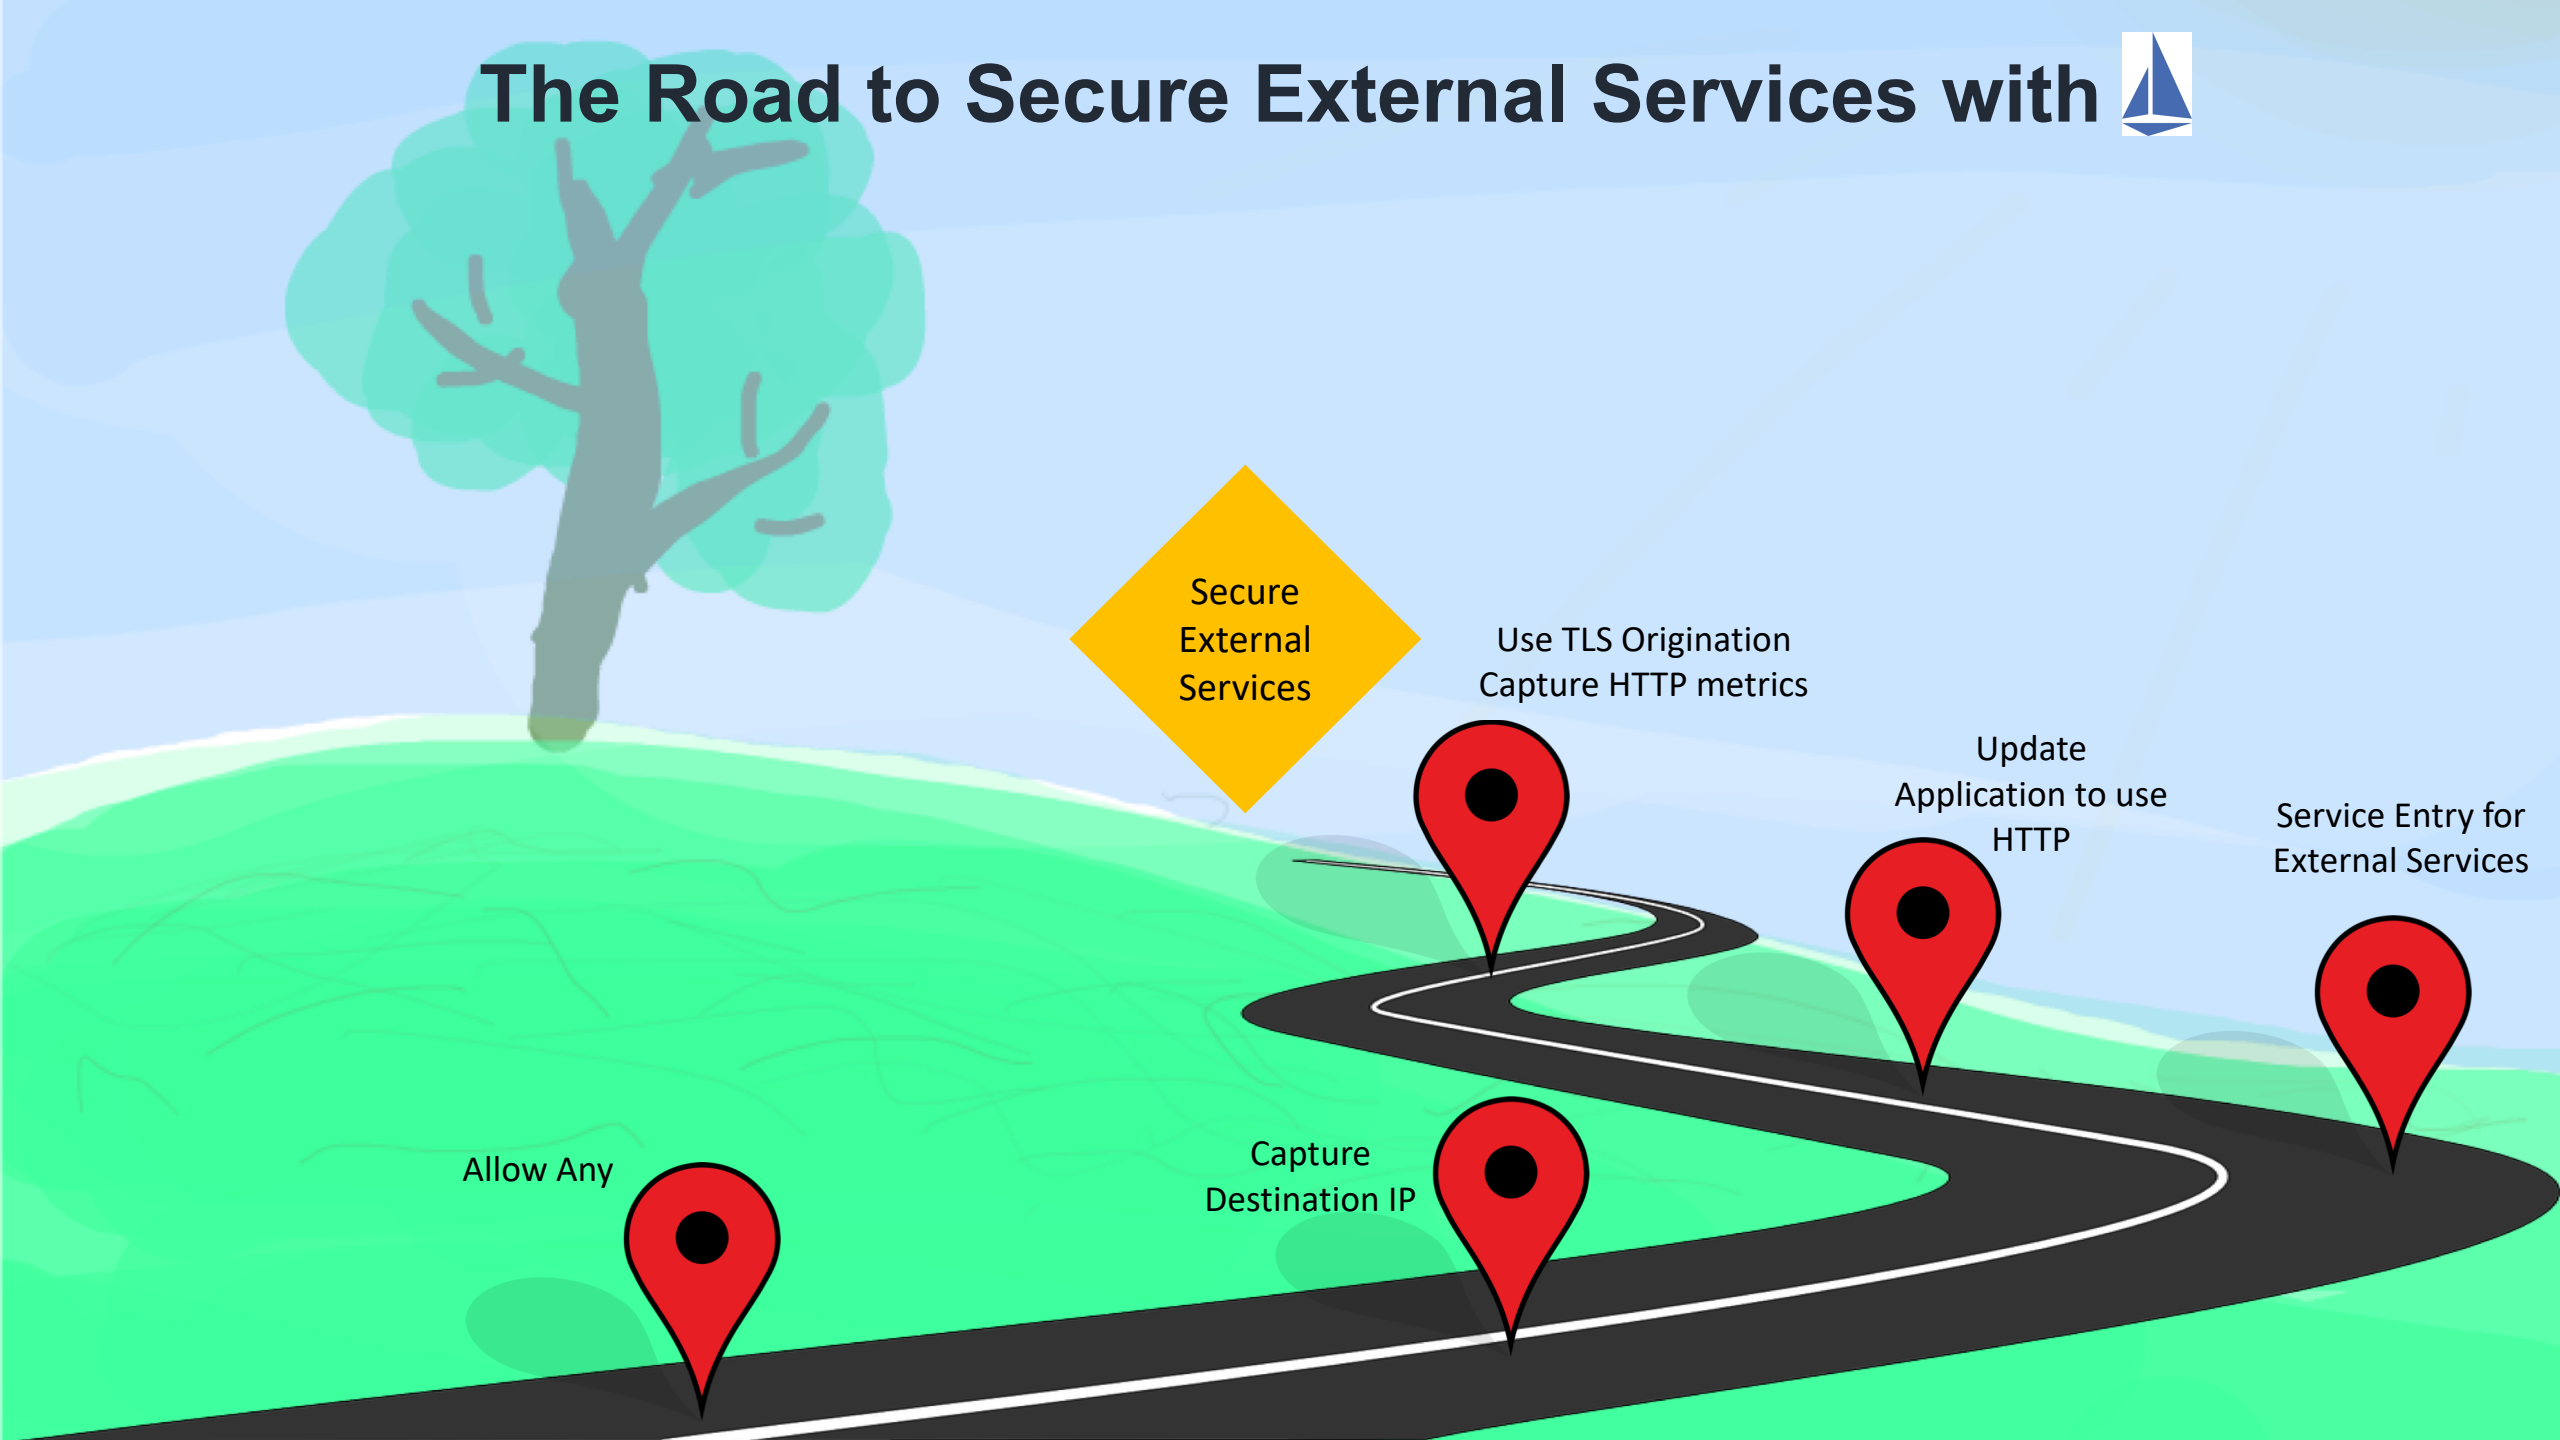 The Road to Secure External Services with
Secure
External
Services
Use TLS Origination
Capture HTTP metrics
Update
Application to use
HTTP
Service Entry for
External Services
Capture
Destination IP
Allow Any